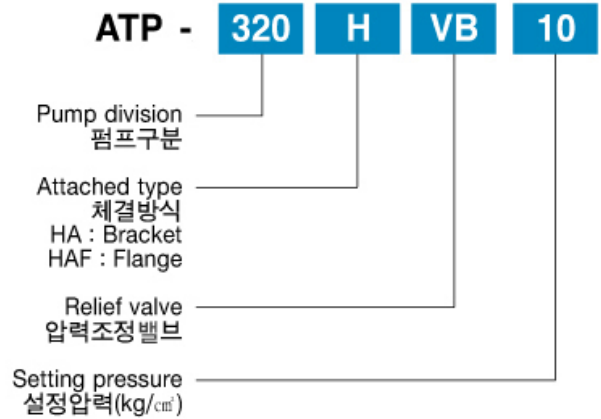 ATP - 320 H VB 10
Pump division
펌프구분
Attached type
체결방식
HA : Bracket
HAF : Flange
Relief valve
압력조정밸브
Setting pressure
설정압력(kg/㎠)